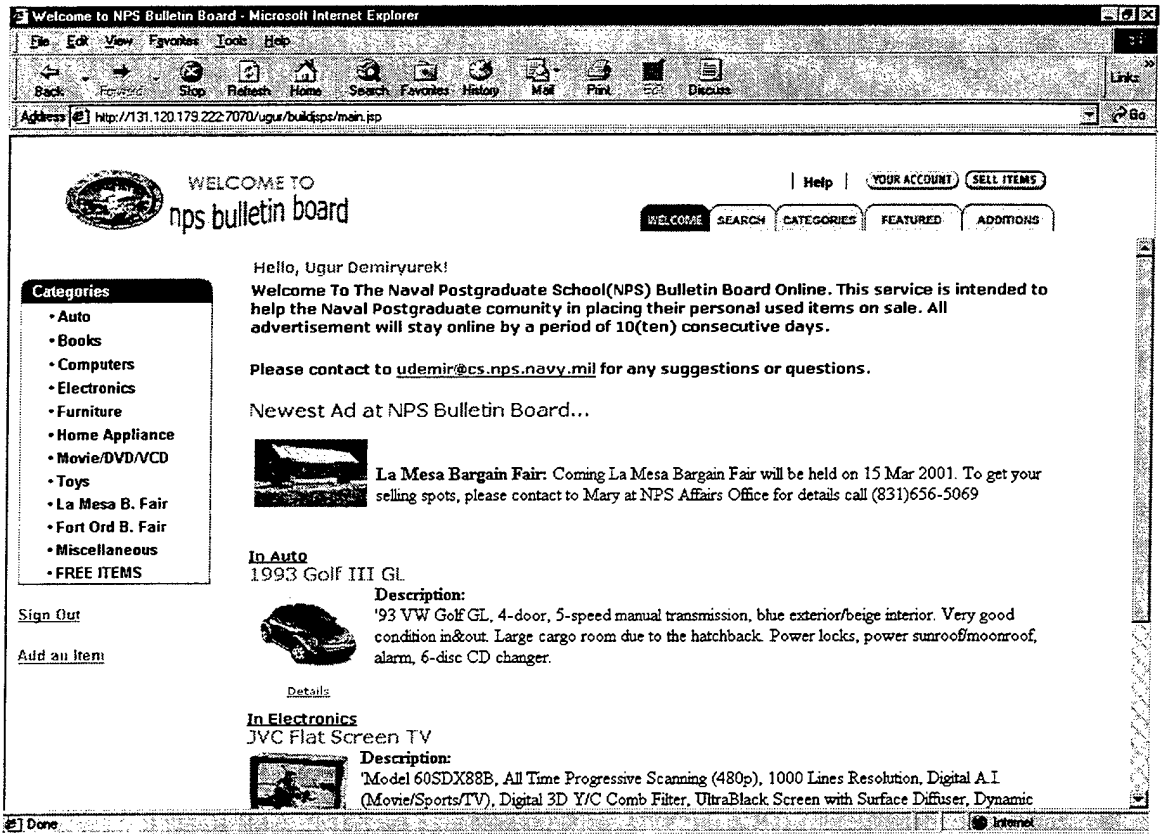 Welcome to NPS Bulletin Board - Microsoft Internet Explorer
File Edit View Favorites Tools Help
Back Forward Stop Refresh Home Search Favorites History Mail Print Edit Discuss Links
Address http://131.120.179.222:7070/ugur/buildjsps/main.jsp Go
WELCOME TO
nps bulletin board
| Help | YOUR ACCOUNT SELL ITEMS
WELCOME SEARCH CATEGORIES FEATURED ADDITIONS
Categories
• Auto
• Books
• Computers
• Electronics
• Furniture
• Home Appliance
• Movie/DVD/VCD
• Toys
• La Mesa B. Fair
• Fort Ord B. Fair
• Miscellaneous
• FREE ITEMS
Sign Out
Add an Item
Hello, Ugur Demiryurek!
Welcome To The Naval Postgraduate School(NPS) Bulletin Board Online. This service is intended to
help the Naval Postgraduate comunity in placing their personal used items on sale. All
advertisement will stay online by a period of 10(ten) consecutive days.
Please contact to udemir@cs.nps.navy.mil for any suggestions or questions.
Newest Ad at NPS Bulletin Board...
La Mesa Bargain Fair: Coming La Mesa Bargain Fair will be held on 15 Mar 2001. To get your
selling spots, please contact to Mary at NPS Affairs Office for details call (831)656-5069
In Auto
1993 Golf III GL
Description:
'93 VW Golf GL, 4-door, 5-speed manual transmission, blue exterior/beige interior. Very good
condition in&out. Large cargo room due to the hatchback. Power locks, power sunroof/moonroof,
alarm, 6-disc CD changer.
Details
In Electronics
JVC Flat Screen TV
Description:
'Model 60SDX88B, All Time Progressive Scanning (480p), 1000 Lines Resolution, Digital A.I
(Movie/Sports/TV), Digital 3D Y/C Comb Filter, UltraBlack Screen with Surface Diffuser, Dynamic
Done Internet